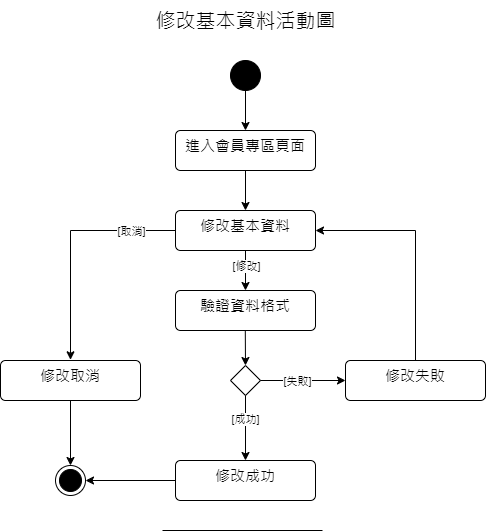 修改基本資料活動圖
進入會員專區頁面
修改基本資料
[取消]
[修改]
驗證資料格式
修改取消
[失敗]
修改失敗
[成功]
修改成功